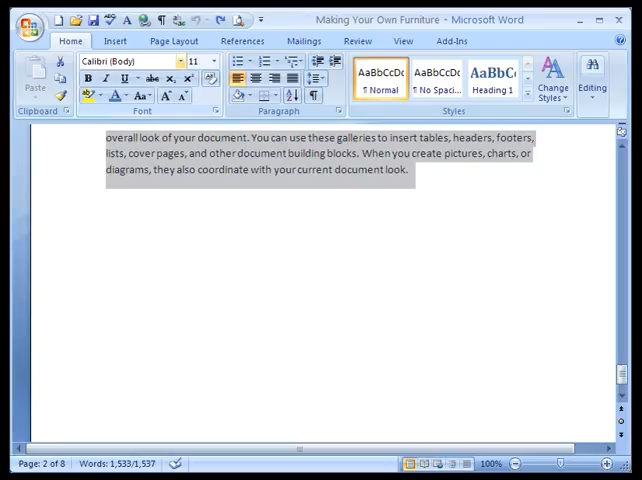 Making Your Own Furniture - Microsoft Word
Home Insert Page Layout References Mailings Review View Add-Ins
Calibri (Body) 11
AaBbCcDc AaBbCcDc AaBbC
Paste B I U abc x₂ x² Change Styles Editing
¶ Normal ¶ No Spaci... Heading 1
Aa A A
Clipboard Font Paragraph Styles
overall look of your document. You can use these galleries to insert tables, headers, footers,
lists, cover pages, and other document building blocks. When you create pictures, charts, or
diagrams, they also coordinate with your current document look.
Page: 2 of 8 Words: 1,533/1,537 100%